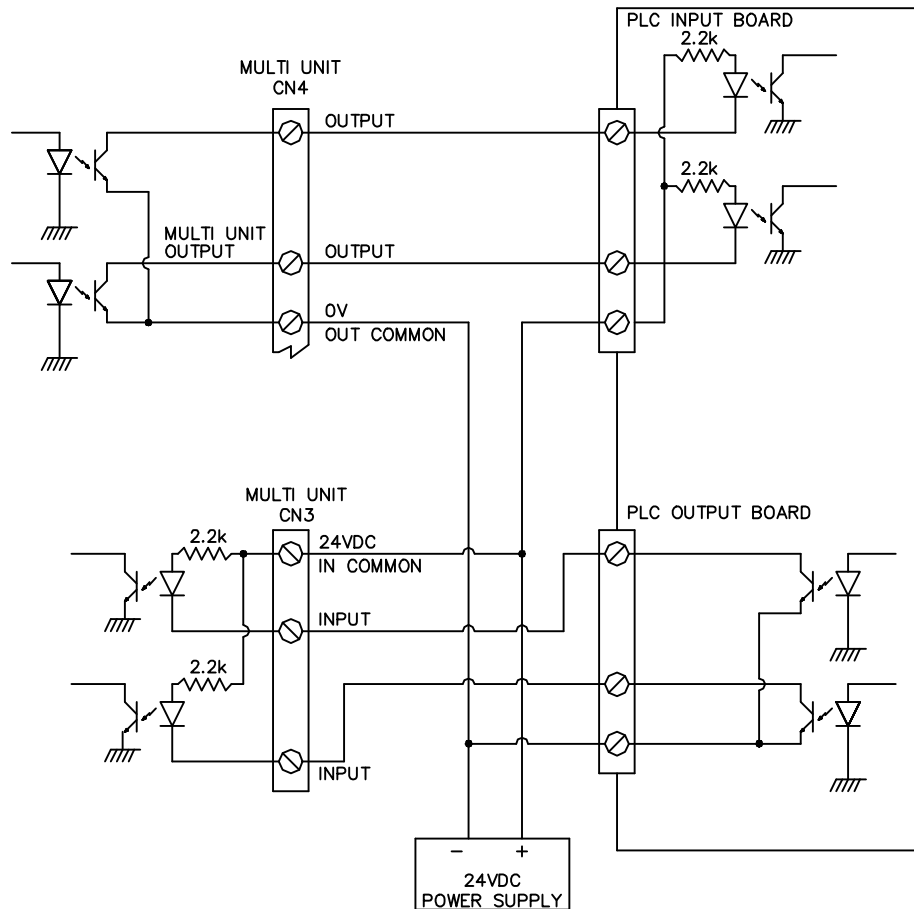 PLC INPUT BOARD
2.2k
MULTI UNIT
CN4
OUTPUT
2.2k
MULTI UNIT
OUTPUT
OUTPUT
0V
OUT COMMON
MULTI UNIT
CN3
PLC OUTPUT BOARD
2.2k
24VDC
IN COMMON
INPUT
2.2k
INPUT
- +
24VDC
POWER SUPPLY